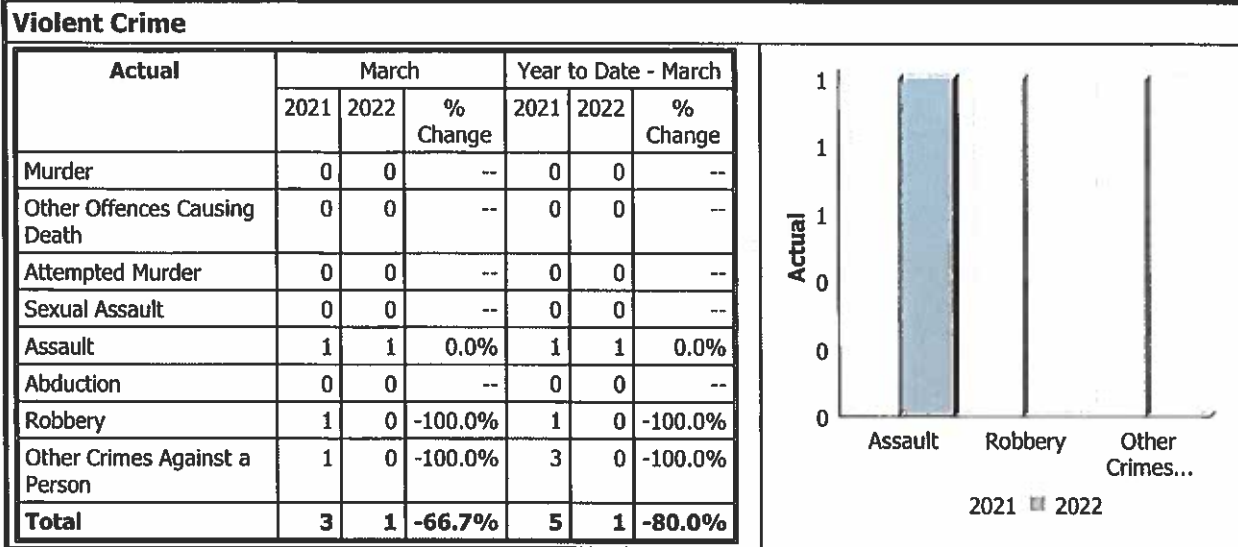 Violent Crime
Actual March Year to Date - March
2021 2022 % Change 2021 2022 % Change
Murder 0 0 -- 0 0 --
Other Offences Causing Death 0 0 -- 0 0 --
Attempted Murder 0 0 -- 0 0 --
Sexual Assault 0 0 -- 0 0 --
Assault 1 1 0.0% 1 1 0.0%
Abduction 0 0 -- 0 0 --
Robbery 1 0 -100.0% 1 0 -100.0%
Other Crimes Against a Person 1 0 -100.0% 3 0 -100.0%
Total 3 1 -66.7% 5 1 -80.0%
Actual
1
1
1
0
0
0
Assault Robbery Other
Crimes...
2021 2022